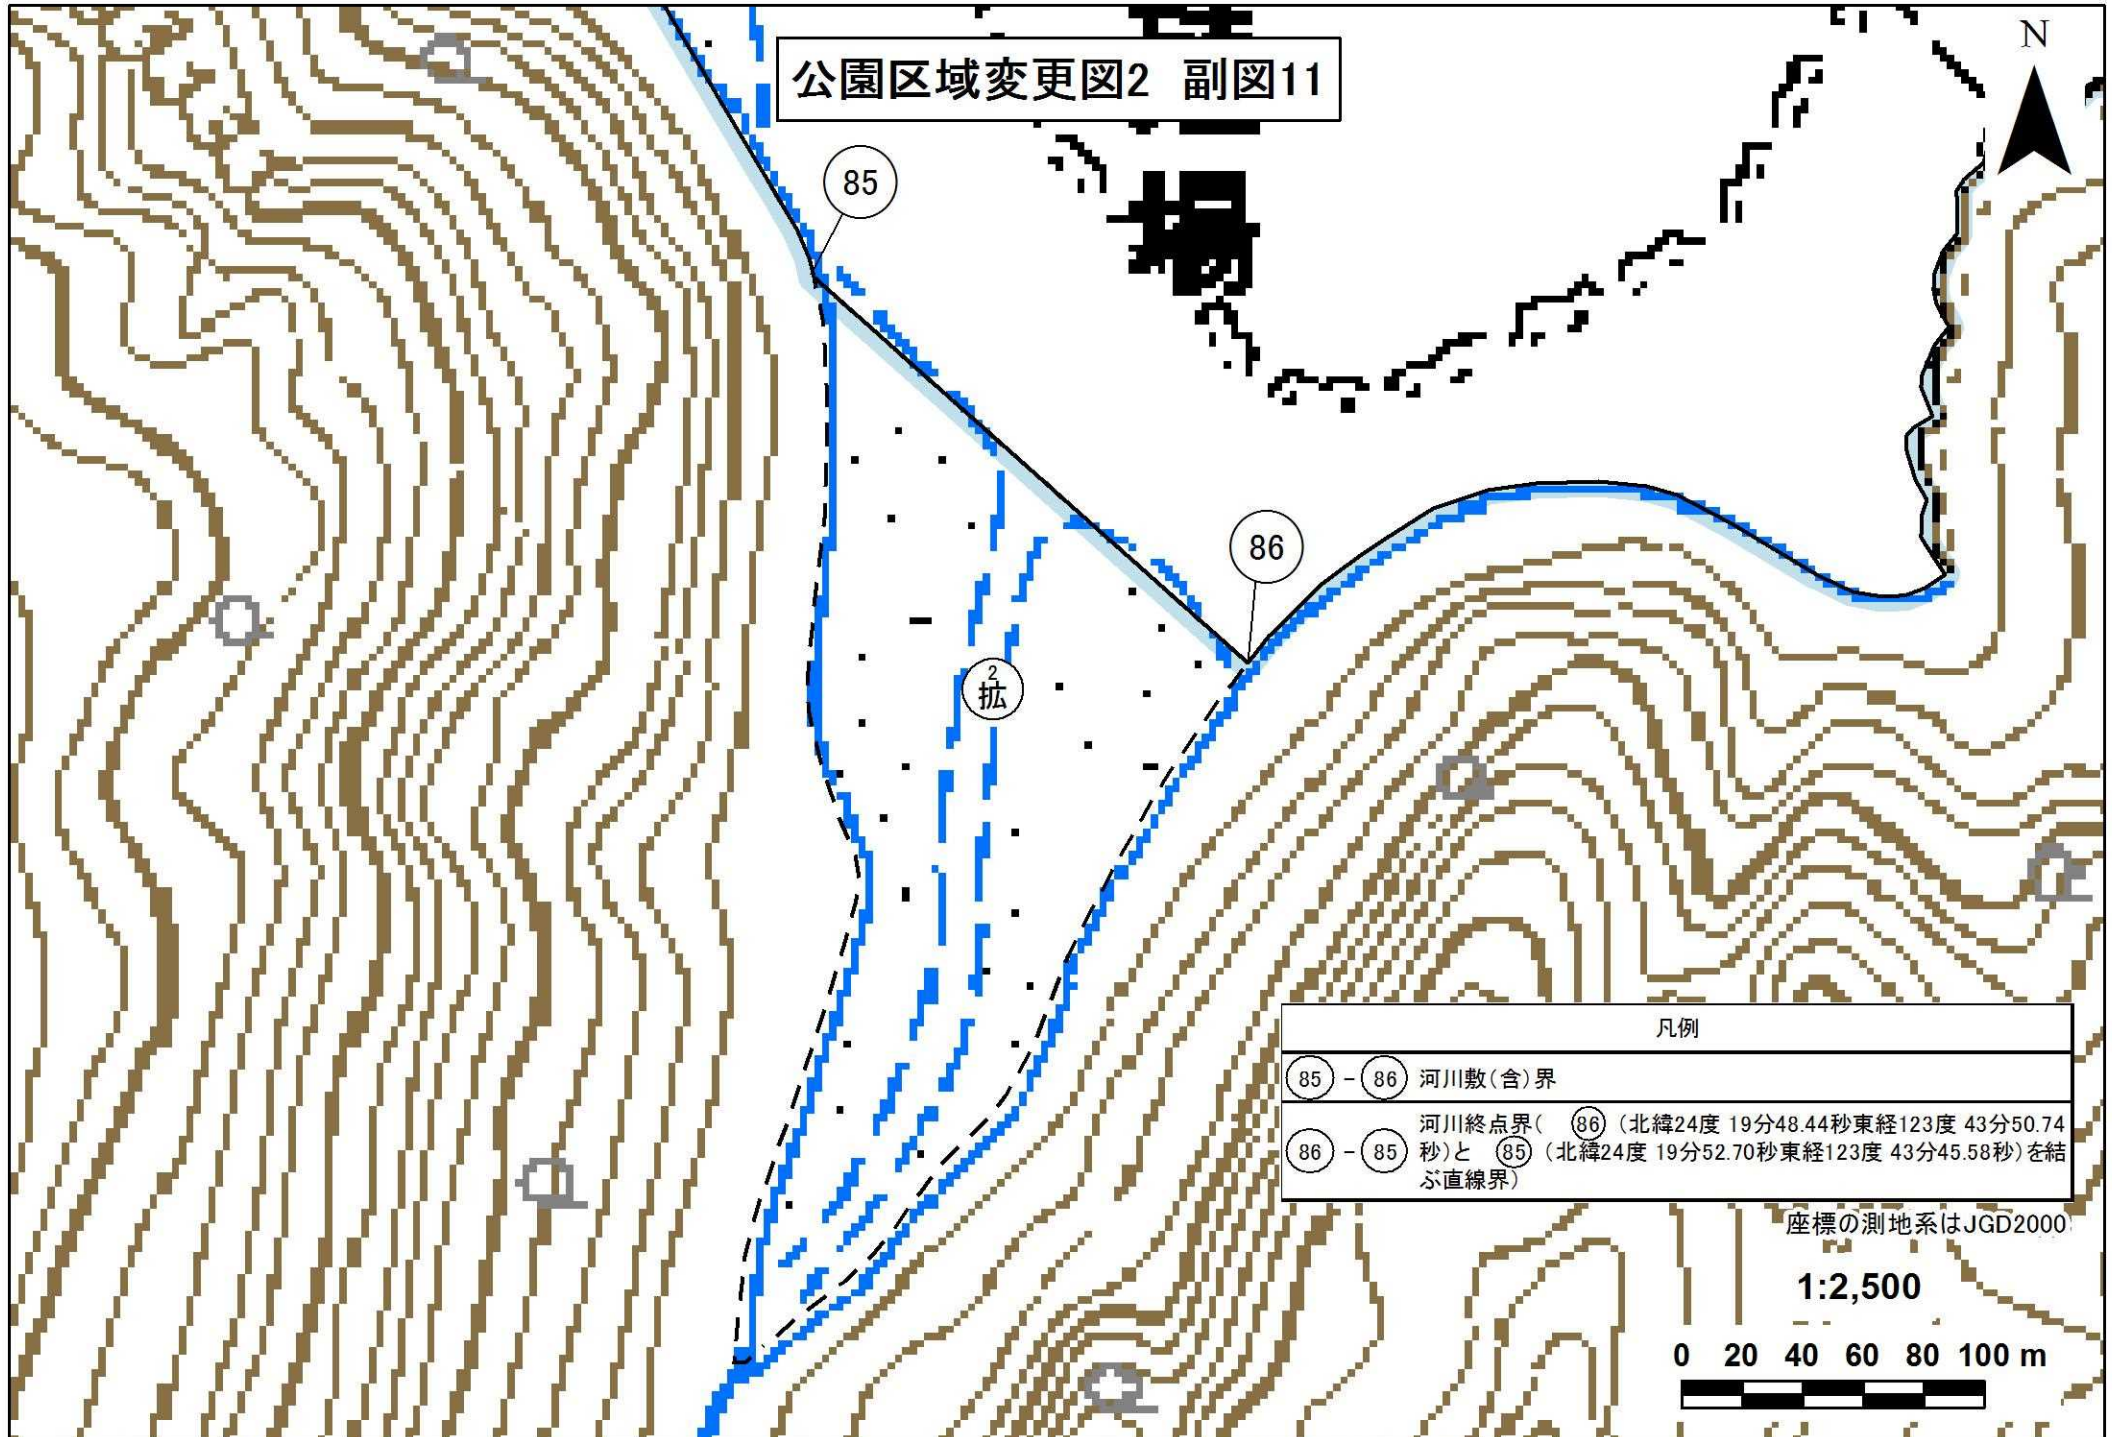 公園区域変更図2 副図11
N
85
86
2
拡
凡例
85 - 86 河川敷(含)界
86 - 85 河川終点界( 86 (北緯24度 19分48.44秒東経123度 43分50.74
秒)と 85 (北緯24度 19分52.70秒東経123度 43分45.58秒)を結
ぶ直線界)
座標の測地系はJGD2000
1:2,500
0 20 40 60 80 100 m